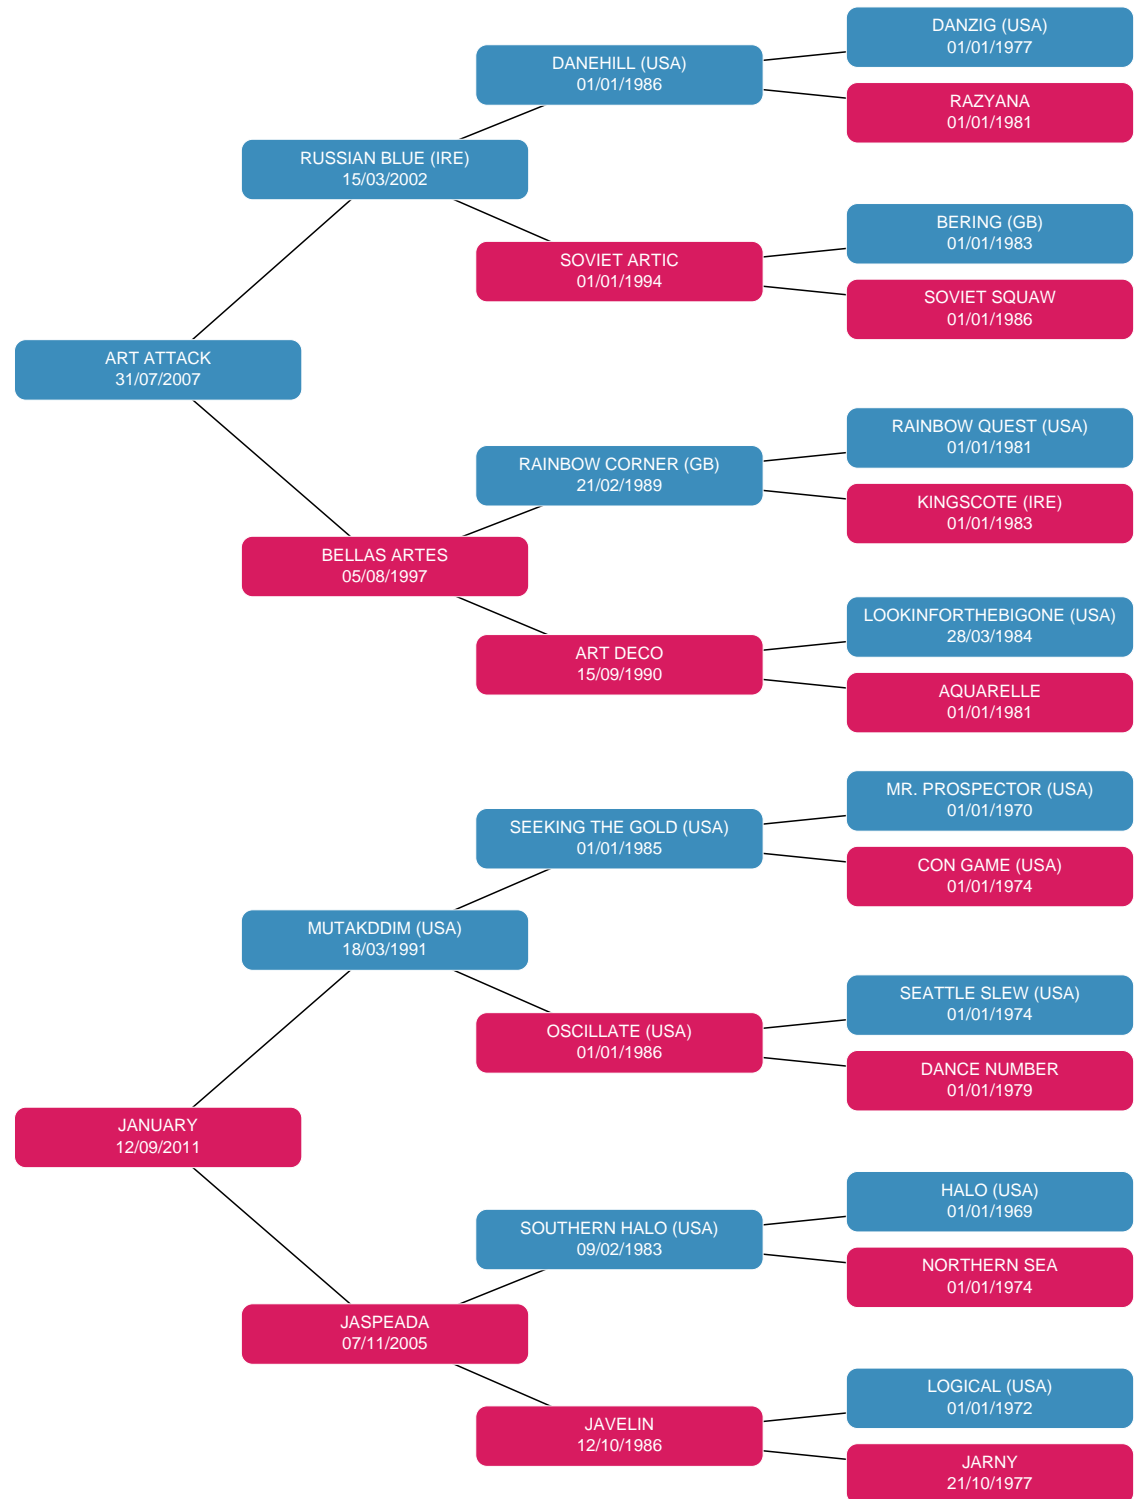 DANZIG (USA)
01/01/1977
DANEHILL (USA)
01/01/1986
RAZYANA
01/01/1981
RUSSIAN BLUE (IRE)
15/03/2002
BERING (GB)
01/01/1983
SOVIET ARTIC
01/01/1994
SOVIET SQUAW
01/01/1986
ART ATTACK
31/07/2007
RAINBOW QUEST (USA)
01/01/1981
RAINBOW CORNER (GB)
21/02/1989
KINGSCOTE (IRE)
01/01/1983
BELLAS ARTES
05/08/1997
LOOKINFORTHEBIGONE (USA)
28/03/1984
ART DECO
15/09/1990
AQUARELLE
01/01/1981
MR. PROSPECTOR (USA)
01/01/1970
SEEKING THE GOLD (USA)
01/01/1985
CON GAME (USA)
01/01/1974
MUTAKDDIM (USA)
18/03/1991
SEATTLE SLEW (USA)
01/01/1974
OSCILLATE (USA)
01/01/1986
DANCE NUMBER
01/01/1979
JANUARY
12/09/2011
HALO (USA)
01/01/1969
SOUTHERN HALO (USA)
09/02/1983
NORTHERN SEA
01/01/1974
JASPEADA
07/11/2005
LOGICAL (USA)
01/01/1972
JAVELIN
12/10/1986
JARNY
21/10/1977